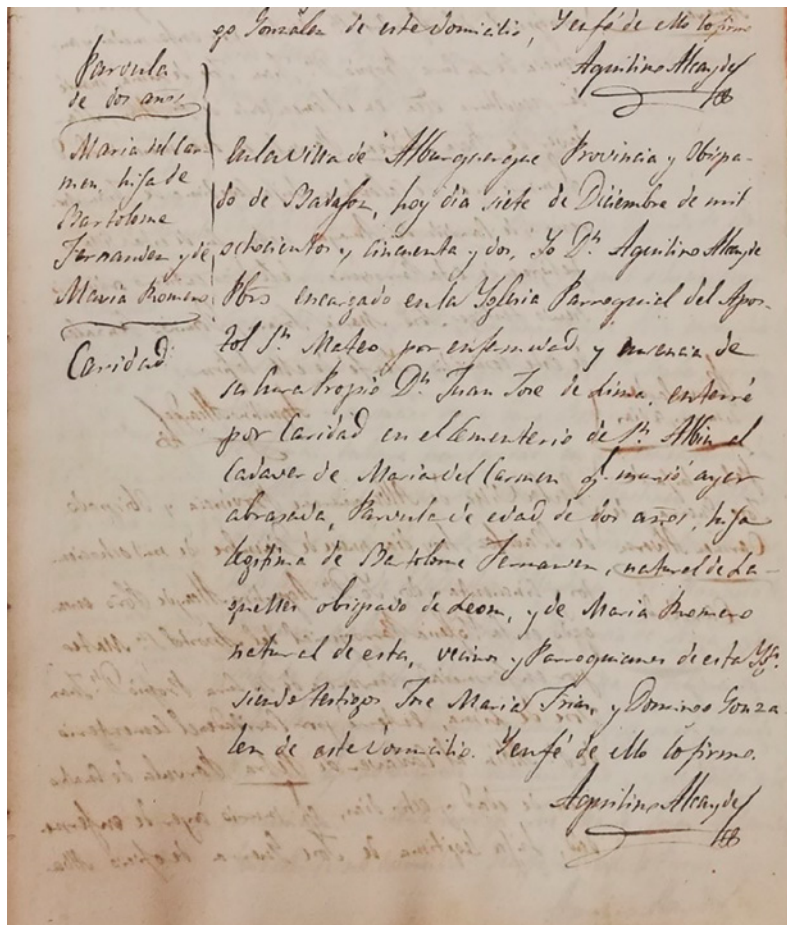 go Gonzalez de este domicilio, Y en fé de ello lo firmo
Aquilino Alcayde
Parvula
de dos años
Maria del Car-
men, hija de
Bartolome
Fernandez y de
Maria Romero
Caridad
En la villa de Alburquerque Provincia y Obispa-
do de Badajoz, hoy dia siete de Diciembre de mil
ochocientos y cincuenta y dos, Yo Dn. Aquilino Alcayde
Pbro encargado en la Yglesia Parroquial del Apos-
tol Sn. Mateo por enfermedad y ausencia de
su Cura Propio Dn. Juan Jose de Lima, enterré
por Caridad en el Cementerio de Sn. Albin el
Cadaver de Maria del Carmen q. murió ayer
abrasada, Parvula de edad de dos años, hija
legitima de Bartolome Fernandez, natural de La-
obispado de Leon, y de Maria Romero
natural de esta, vecinos y Parroquianos de esta Ygª.
siendo testigos Jose Maria Frias, y Domingo Gonza
lez de este domicilio. Y en fé de ello lo firmo.
Aquilino Alcayde